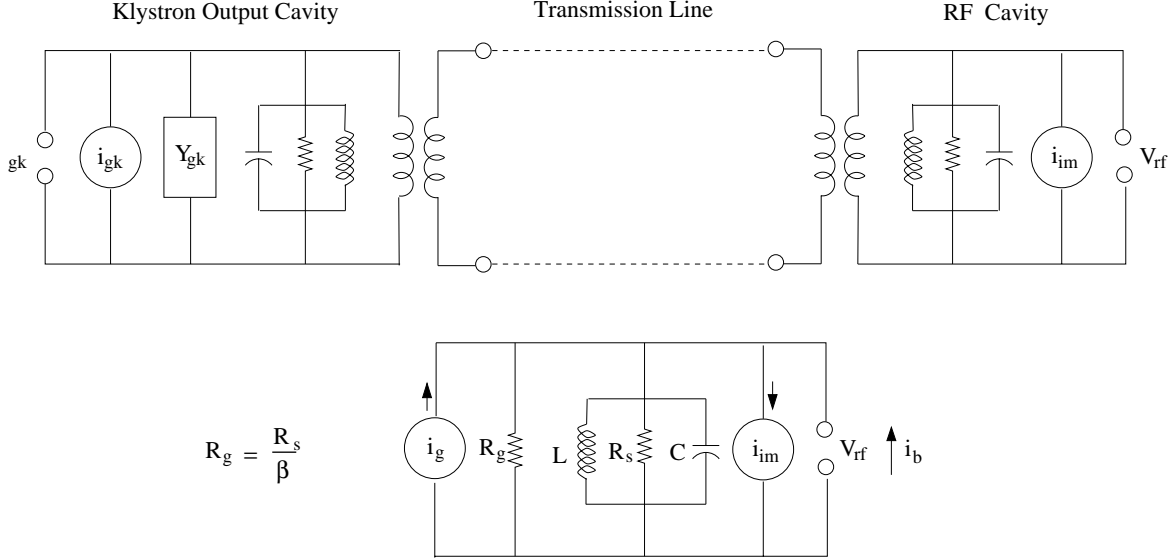 Klystron Output Cavity
Transmission Line
RF Cavity
gk
i_gk
Y_gk
i_im
V_rf
R_g = R_s / β
i_g
R_g
L
R_s
C
i_im
V_rf
i_b